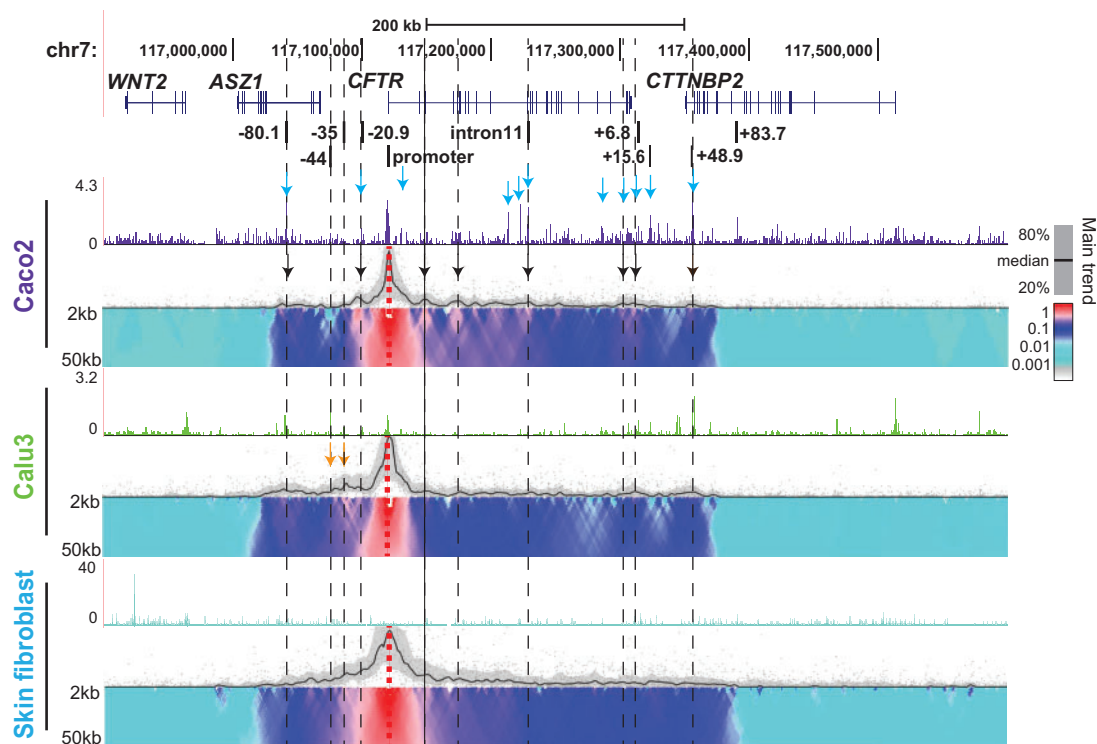 200 kb
chr7: 117,000,000 117,100,000 117,200,000 117,300,000 117,400,000 117,500,000
WNT2 ASZ1 CFTR CTTNBP2
-80.1 -35 -20.9 intron11 +6.8 +83.7
-44 promoter +15.6 +48.9
4.3
0
Caco2
2kb
50kb
80%
median
20%
Main trend
1
0.1
0.01
0.001
3.2
0
Calu3
2kb
50kb
40
0
Skin fibroblast
2kb
50kb